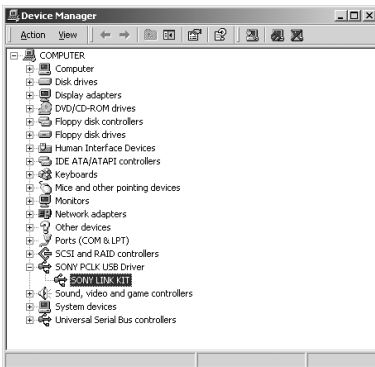 Device Manager
Action View
COMPUTER
Computer
Disk drives
Display adapters
DVD/CD-ROM drives
Floppy disk controllers
Floppy disk drives
Human Interface Devices
IDE ATA/ATAPI controllers
Keyboards
Mice and other pointing devices
Monitors
Network adapters
Other devices
Ports (COM & LPT)
SCSI and RAID controllers
SONY PCLK USB Driver
SONY LINK KIT
Sound, video and game controllers
System devices
Universal Serial Bus controllers